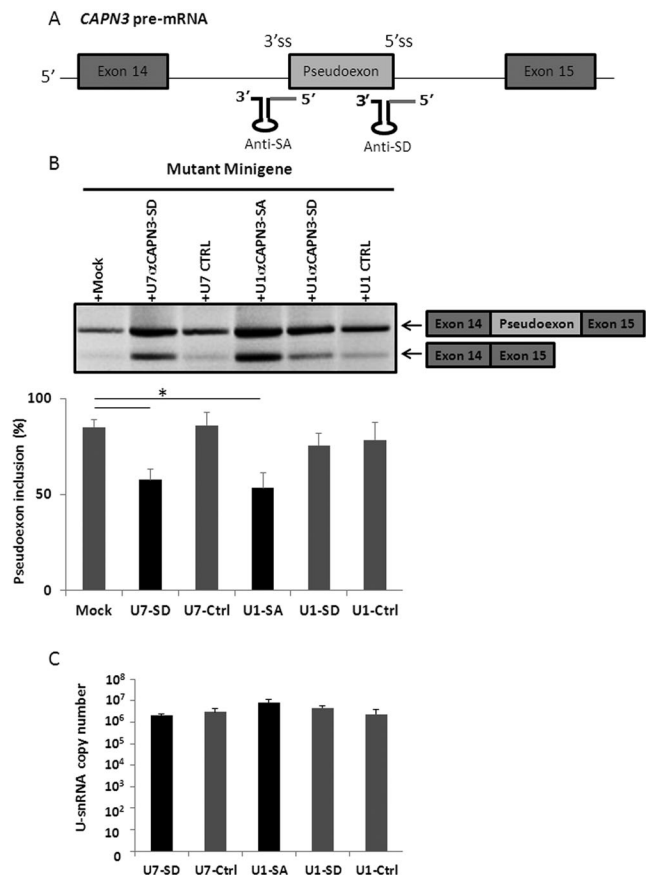 A CAPN3 pre-mRNA
3'ss 5'ss
5' Exon 14 Pseudoexon Exon 15
3' 5' 3' 5'
Anti-SA Anti-SD
B
Mutant Minigene
+Mock
+U7αCAPN3-SD
+U7 CTRL
+U1αCAPN3-SA
+U1αCAPN3-SD
+U1 CTRL
Exon 14 Pseudoexon Exon 15
Exon 14 Exon 15
Pseudoexon inclusion (%)
100
50
0
*
Mock U7-SD U7-Ctrl U1-SA U1-SD U1-Ctrl
C
U-snRNA copy number
10⁸
10⁷
10⁶
10⁵
10⁴
10³
10²
10
0
U7-SD U7-Ctrl U1-SA U1-SD U1-Ctrl